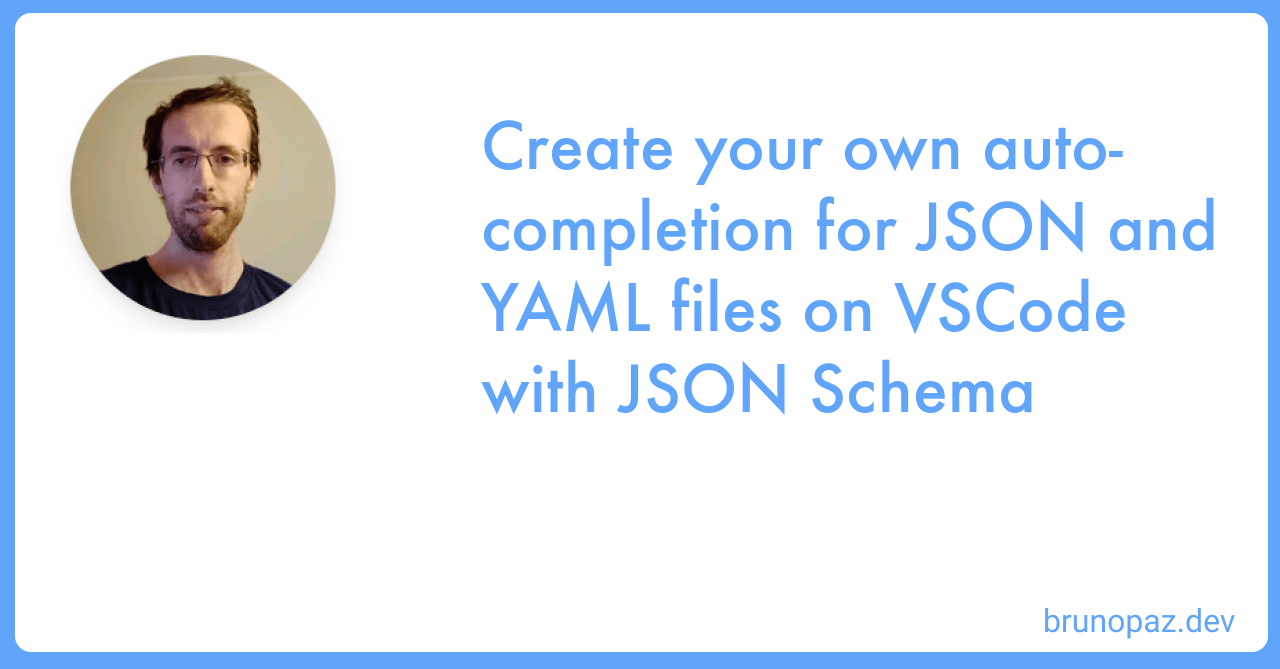 Create your own auto-
completion for JSON and
YAML files on VSCode
with JSON Schema
brunopaz.dev